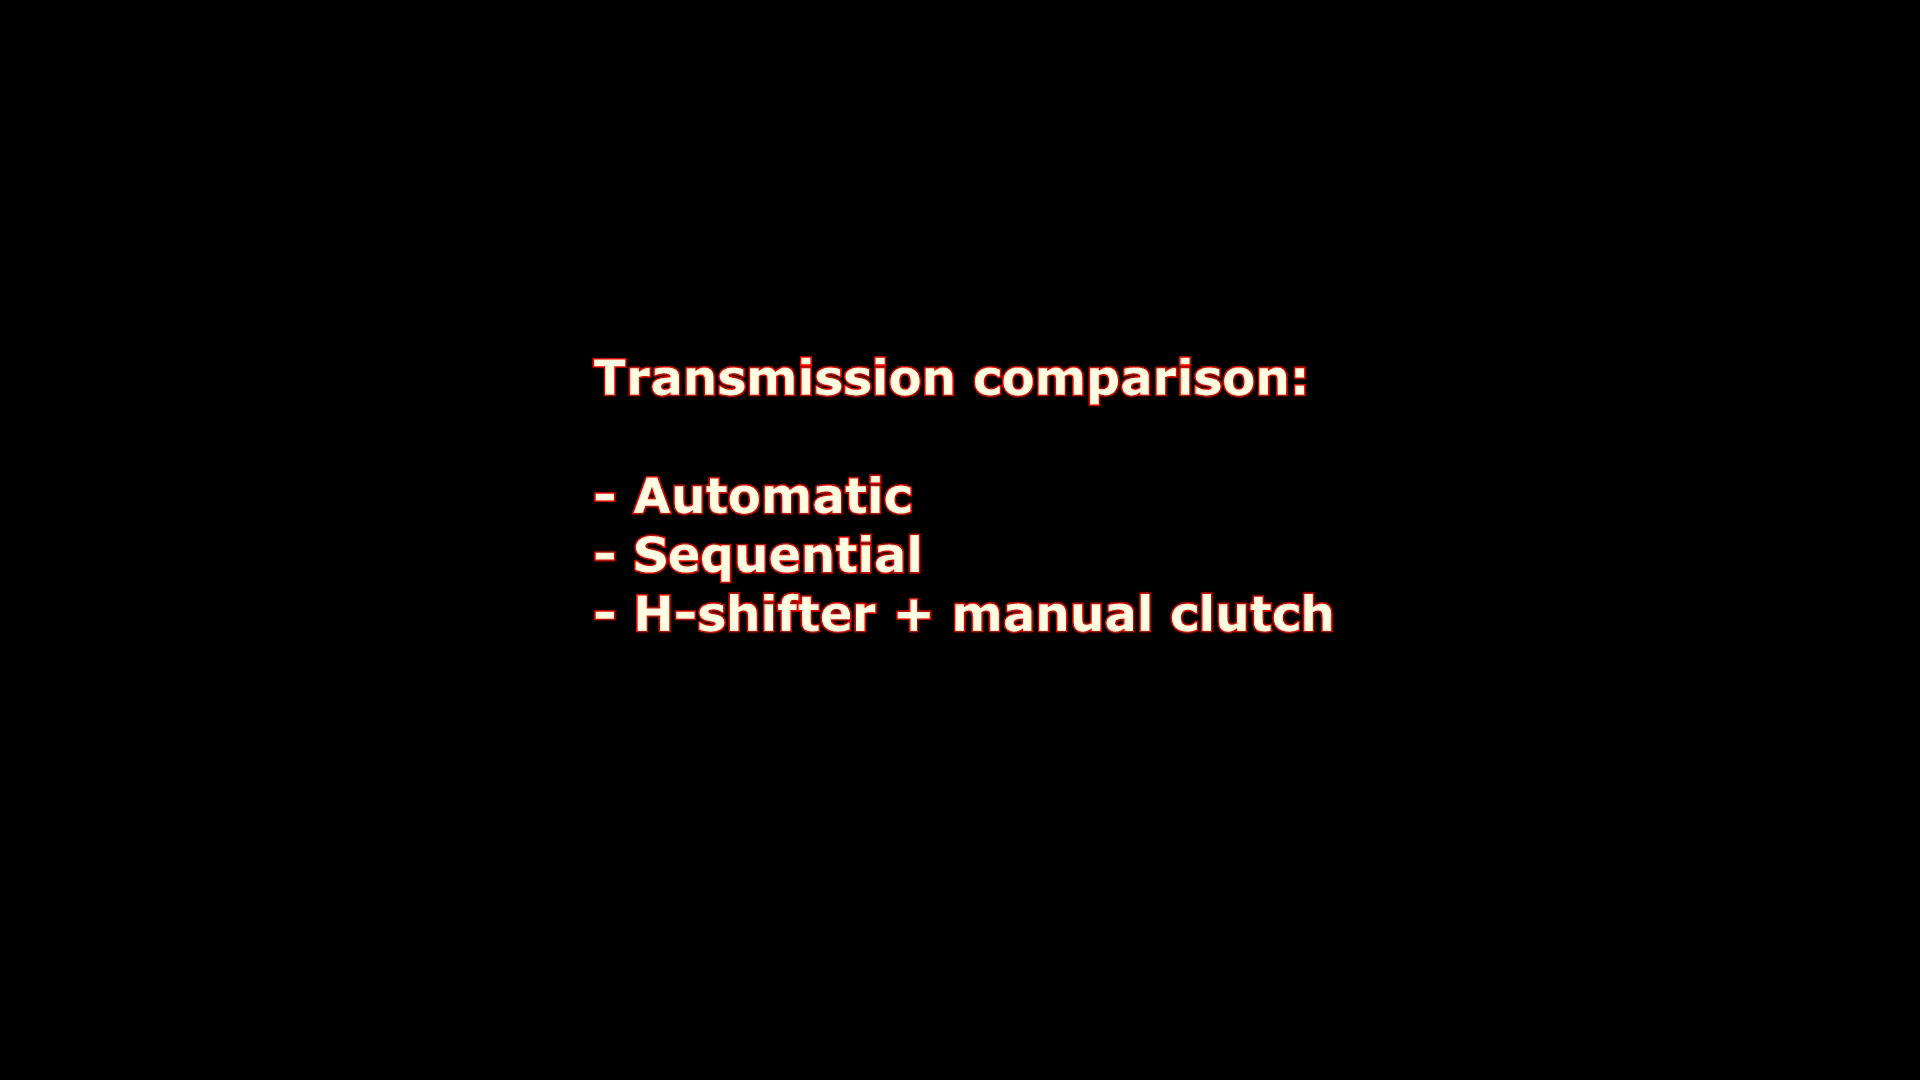 Transmission comparison:
- Automatic
- Sequential
- H-shifter + manual clutch